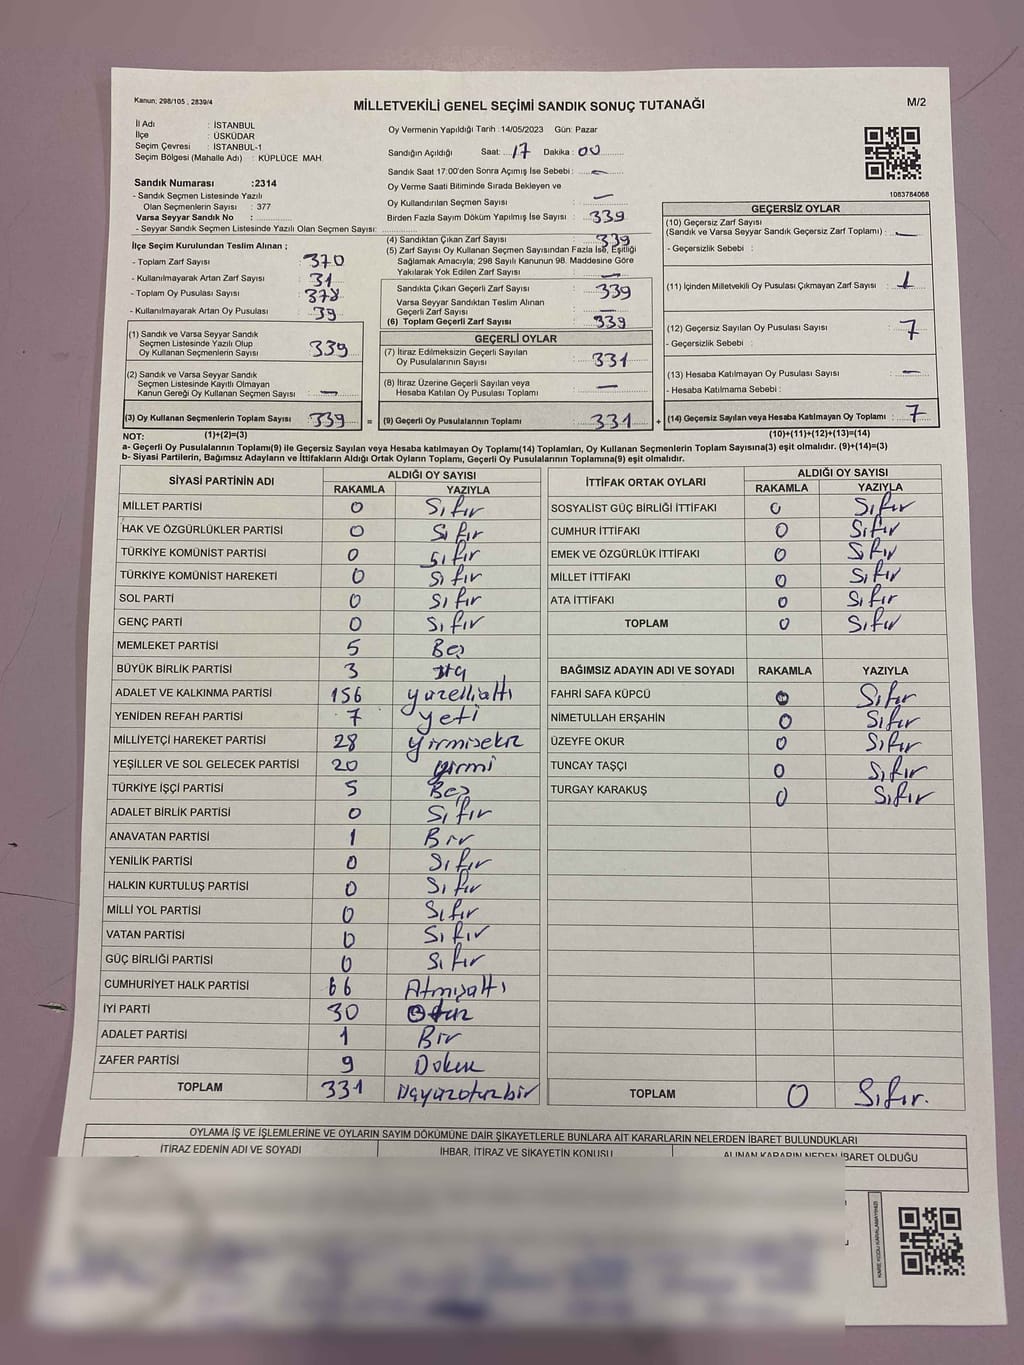 Kanun; 298/105 , 2839/4
MİLLETVEKİLİ GENEL SEÇİMİ SANDIK SONUÇ TUTANAĞI
M/2
İl Adı : İSTANBUL
İlçe : ÜSKÜDAR
Seçim Çevresi : İSTANBUL-1
Seçim Bölgesi (Mahalle Adı) : KÜPLÜCE MAH.
Sandık Numarası :2314
- Sandık Seçmen Listesinde Yazılı
Olan Seçmenlerin Sayısı : 377
Varsa Seyyar Sandık No :
- Seyyar Sandık Seçmen Listesinde Yazılı Olan Seçmen Sayısı:
Oy Vermenin Yapıldığı Tarih : 14/05/2023 Gün: Pazar
Sandığın Açıldığı Saat: 17 Dakika : 00
Sandık Saat 17:00'den Sonra Açımış İse Sebebi : —
Oy Verme Saati Bitiminde Sırada Bekleyen ve
Oy Kullandırılan Seçmen Sayısı : —
Birden Fazla Sayım Döküm Yapılmış İse Sayısı : 339
1083784068
İlçe Seçim Kurulundan Teslim Alınan ;
- Toplam Zarf Sayısı : 370
- Kullanılmayarak Artan Zarf Sayısı : 31
- Toplam Oy Pusulası Sayısı : 378
- Kullanılmayarak Artan Oy Pusulası : 39
(4) Sandıktan Çıkan Zarf Sayısı : 339
(5) Zarf Sayısı Oy Kullanan Seçmen Sayısından Fazla İse, Eşitliği
Sağlamak Amacıyla; 298 Sayılı Kanunun 98. Maddesine Göre
Yakılarak Yok Edilen Zarf Sayısı : —
Sandıkta Çıkan Geçerli Zarf Sayısı : 339
Varsa Seyyar Sandıktan Teslim Alınan
Geçerli Zarf Sayısı : —
(6) Toplam Geçerli Zarf Sayısı : 339
GEÇERSİZ OYLAR
(10) Geçersiz Zarf Sayısı
(Sandık ve Varsa Seyyar Sandık Geçersiz Zarf Toplamı) : —
- Geçersizlik Sebebi :
(11) İçinden Milletvekili Oy Pusulası Çıkmayan Zarf Sayısı : 1
(12) Geçersiz Sayılan Oy Pusulası Sayısı : 7
- Geçersizlik Sebebi :
(13) Hesaba Katılmayan Oy Pusulası Sayısı : —
- Hesaba Katılmama Sebebi :
(1) Sandık ve Varsa Seyyar Sandık
Seçmen Listesinde Yazılı Olup
Oy Kullanan Seçmenlerin Sayısı : 339
(2) Sandık ve Varsa Seyyar Sandık
Seçmen Listesinde Kayıtlı Olmayan
Kanun Gereği Oy Kullanan Seçmen Sayısı : —
GEÇERLİ OYLAR
(7) İtiraz Edilmeksizin Geçerli Sayılan
Oy Pusulalarının Sayısı : 331
(8) İtiraz Üzerine Geçerli Sayılan veya
Hesaba Katılan Oy Pusulası Toplamı : —
(3) Oy Kullanan Seçmenlerin Toplam Sayısı : 339 = (9) Geçerli Oy Pusulalarının Toplamı : 331 + (14) Geçersiz Sayılan veya Hesaba Katılmayan Oy Toplamı : 7
NOT: (1)+(2)=(3) (10)+(11)+(12)+(13)=(14)
a- Geçerli Oy Pusulalarının Toplamı(9) ile Geçersiz Sayılan veya Hesaba katılmayan Oy Toplamı(14) Toplamları, Oy Kullanan Seçmenlerin Toplam Sayısına(3) eşit olmalıdır. (9)+(14)=(3)
b- Siyasi Partilerin, Bağımsız Adayların ve İttifakların Aldığı Ortak Oyların Toplamı, Geçerli Oy Pusulalarının Toplamına(9) eşit olmalıdır.
SİYASİ PARTİNİN ADI ALDIĞI OY SAYISI
RAKAMLA YAZIYLA
MİLLET PARTİSİ 0 Sıfır
HAK VE ÖZGÜRLÜKLER PARTİSİ 0 Sıfır
TÜRKİYE KOMÜNİST PARTİSİ 0 Sıfır
TÜRKİYE KOMÜNİST HAREKETİ 0 Sıfır
SOL PARTİ 0 Sıfır
GENÇ PARTİ 0 Sıfır
MEMLEKET PARTİSİ 5 Beş
BÜYÜK BİRLİK PARTİSİ 3
ADALET VE KALKINMA PARTİSİ 156 yüzelliAltı
YENİDEN REFAH PARTİSİ 7 yeti
MİLLİYETÇİ HAREKET PARTİSİ 28 yirmisekiz
YEŞİLLER VE SOL GELECEK PARTİSİ 20 yirmi
TÜRKİYE İŞÇİ PARTİSİ 5 Beş
ADALET BİRLİK PARTİSİ 0 Sıfır
ANAVATAN PARTİSİ 1 Bir
YENİLİK PARTİSİ 0 Sıfır
HALKIN KURTULUŞ PARTİSİ 0 Sıfır
MİLLİ YOL PARTİSİ 0 Sıfır
VATAN PARTİSİ 0 Sıfır
GÜÇ BİRLİĞİ PARTİSİ 0 Sıfır
CUMHURİYET HALK PARTİSİ 66 Atmışaltı
İYİ PARTİ 30 Otuz
ADALET PARTİSİ 1 Bir
ZAFER PARTİSİ 9 Dokuz
TOPLAM 331 üçyüzotuzbir
İTTİFAK ORTAK OYLARI ALDIĞI OY SAYISI
RAKAMLA YAZIYLA
SOSYALİST GÜÇ BİRLİĞİ İTTİFAKI 0 Sıfır
CUMHUR İTTİFAKI 0 Sıfır
EMEK VE ÖZGÜRLÜK İTTİFAKI 0 Sıfır
MİLLET İTTİFAKI 0 Sıfır
ATA İTTİFAKI 0 Sıfır
TOPLAM 0 Sıfır
BAĞIMSIZ ADAYIN ADI VE SOYADI RAKAMLA YAZIYLA
FAHRİ SAFA KÜPCÜ 0 Sıfır
NİMETULLAH ERŞAHİN 0 Sıfır
ÜZEYFE OKUR 0 Sıfır
TUNCAY TAŞÇI 0 Sıfır
TURGAY KARAKUŞ 0 Sıfır
TOPLAM 0 Sıfır.
OYLAMA İŞ VE İŞLEMLERİNE VE OYLARIN SAYIM DÖKÜMÜNE DAİR ŞİKAYETLERLE BUNLARA AİT KARARLARIN NELERDEN İBARET BULUNDUKLARI
İTİRAZ EDENİN ADI VE SOYADI İHBAR, İTİRAZ VE ŞİKAYETİN KONUSU ALINAN KARARIN NEDEN İBARET OLDUĞU
KARE KODU KARALAMAYINIZ!